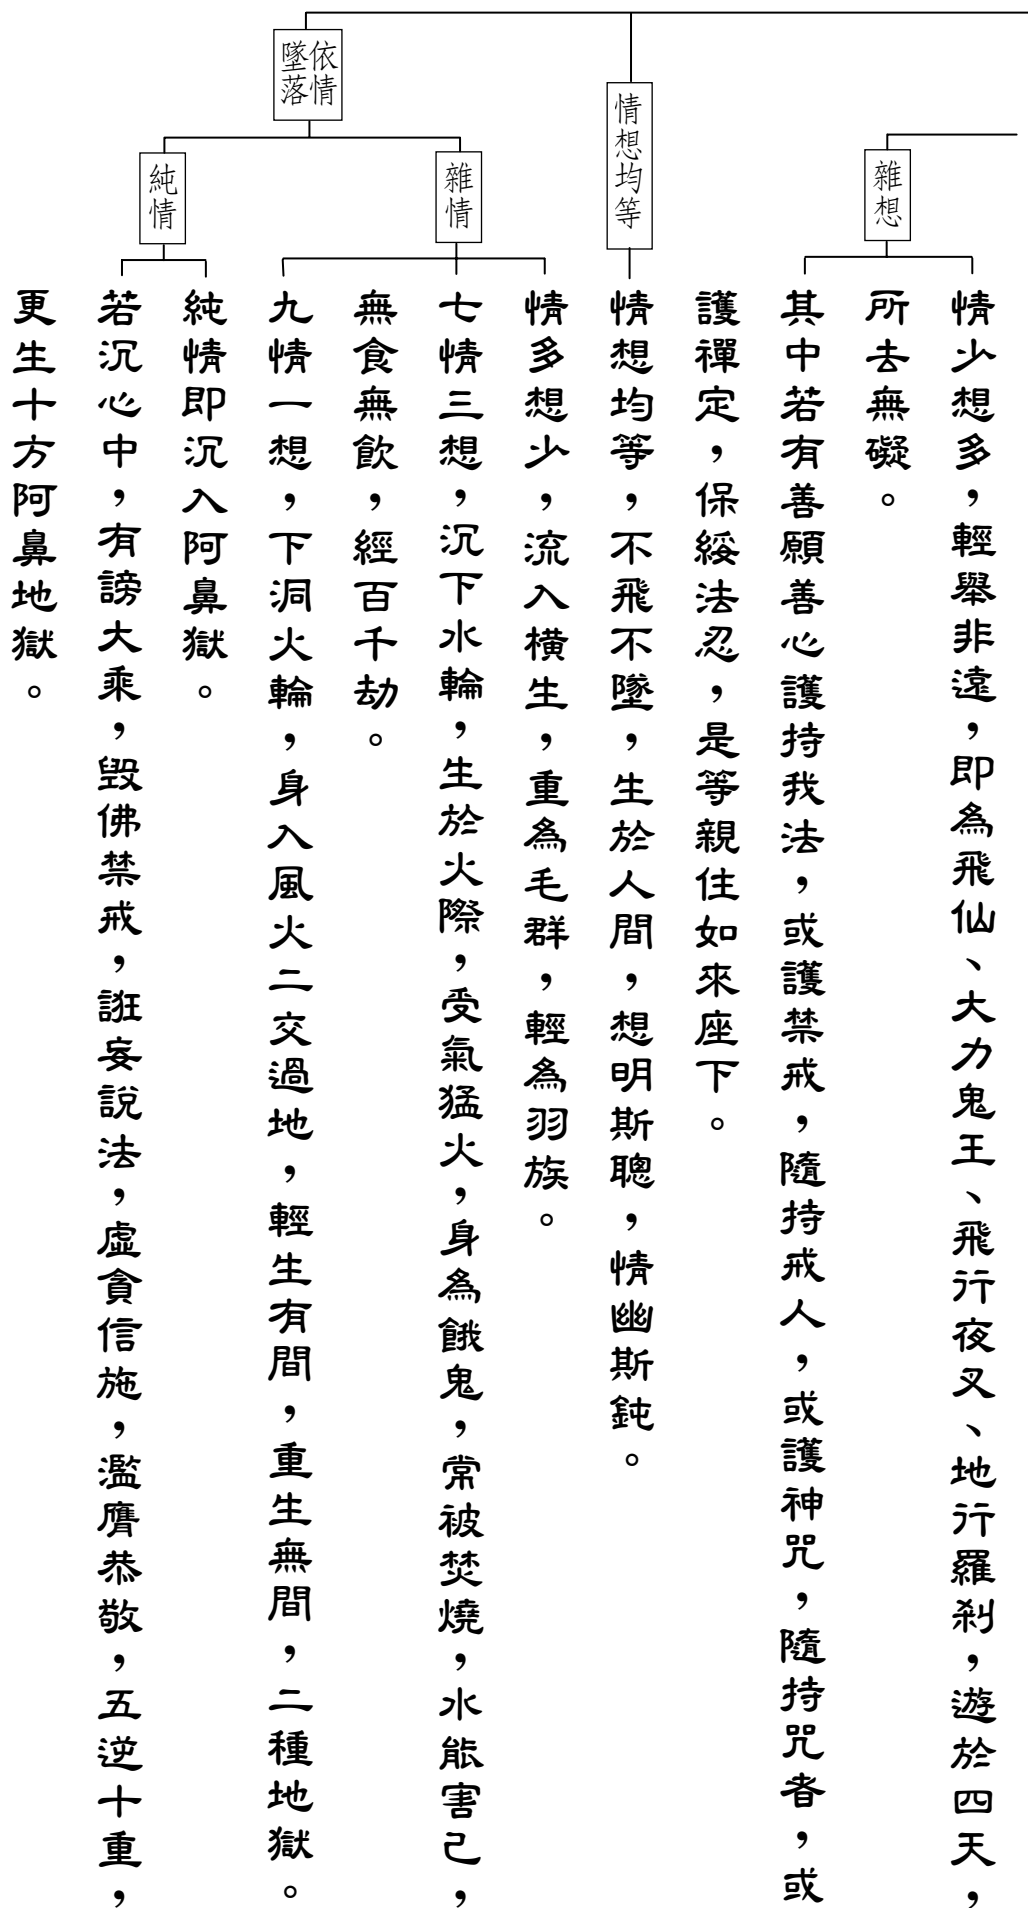 雜想
情少想多，輕舉非遠，即為飛仙、大力鬼王、飛行夜叉、地行羅剎，遊於四天，
所去無礙。
其中若有善願善心護持我法，或護禁戒，隨持戒人，或護神咒，隨持咒者，或
護禪定，保綏法忍，是等親住如來座下。
情想均等
情想均等，不飛不墜，生於人間，想明斯聰，情幽斯鈍。
依情
墜落
雜情
情多想少，流入橫生，重為毛群，輕為羽族。
七情三想，沉下水輪，生於火際，受氣猛火，身為餓鬼，常被焚燒，水能害己，
無食無飲，經百千劫。
九情一想，下洞火輪，身入風火二交過地，輕生有間，重生無間，二種地獄。
純情
純情即沉入阿鼻獄。
若沉心中，有謗大乘，毀佛禁戒，誑妄說法，虛貪信施，濫膺恭敬，五逆十重，
更生十方阿鼻地獄。